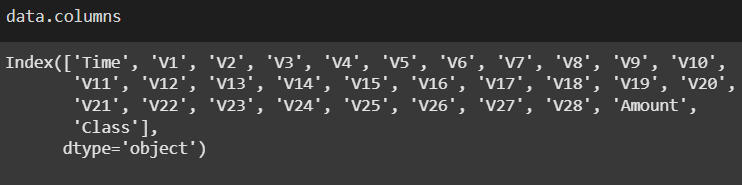 data.columns
Index(['Time', 'V1', 'V2', 'V3', 'V4', 'V5', 'V6', 'V7', 'V8', 'V9', 'V10',
'V11', 'V12', 'V13', 'V14', 'V15', 'V16', 'V17', 'V18', 'V19', 'V20',
'V21', 'V22', 'V23', 'V24', 'V25', 'V26', 'V27', 'V28', 'Amount',
'Class'],
dtype='object')